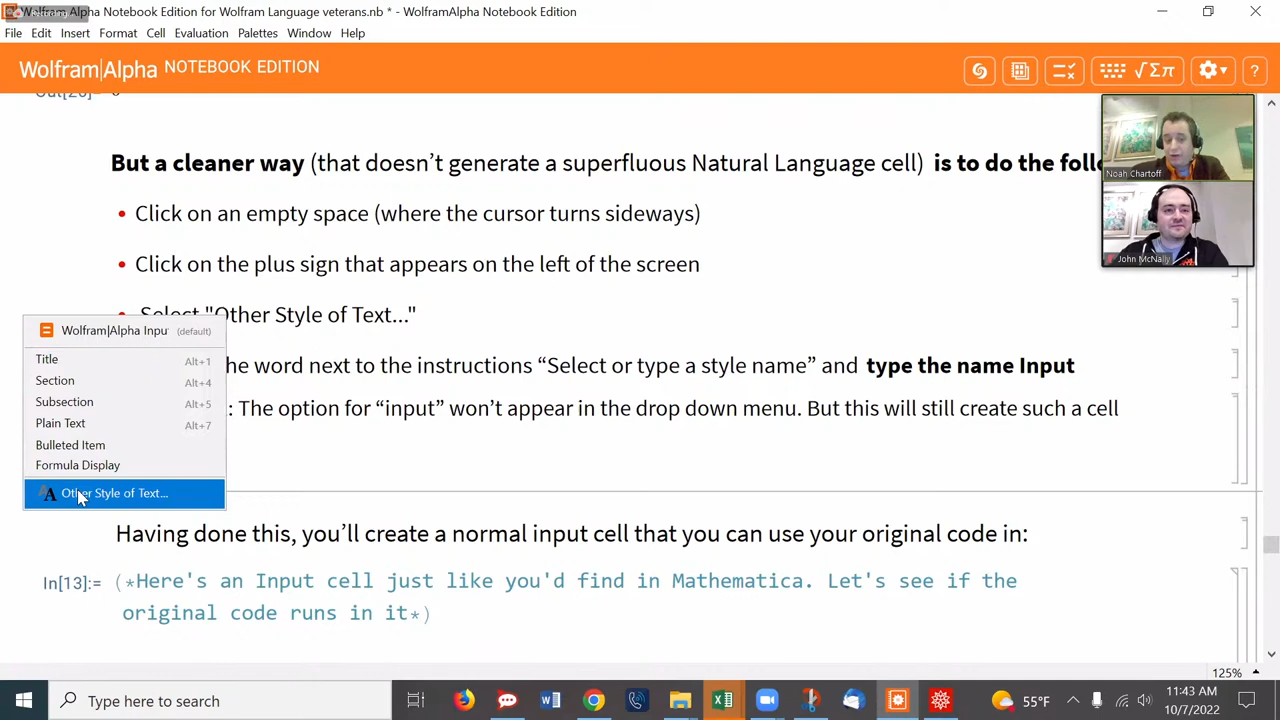 Wolfram Alpha Notebook Edition for Wolfram Language veterans.nb * - WolframAlpha Notebook Edition
File Edit Insert Format Cell Evaluation Palettes Window Help
Wolfram|Alpha NOTEBOOK EDITION
√Σπ
?
But a cleaner way (that doesn't generate a superfluous Natural Language cell) is to do the follo
Noah Chartoff
• Click on an empty space (where the cursor turns sideways)
John McNally
• Click on the plus sign that appears on the left of the screen
• Select "Other Style of Text..."
Wolfram|Alpha Inpu (default)
Title Alt+1
he word next to the instructions “Select or type a style name” and type the name Input
Section Alt+4
Subsection Alt+5
: The option for “input” won’t appear in the drop down menu. But this will still create such a cell
Plain Text Alt+7
Bulleted Item
Formula Display
A Other Style of Text...
Having done this, you’ll create a normal input cell that you can use your original code in:
In[13]:= (*Here's an Input cell just like you'd find in Mathematica. Let's see if the
original code runs in it*)
125%
Type here to search
55°F
11:43 AM
10/7/2022